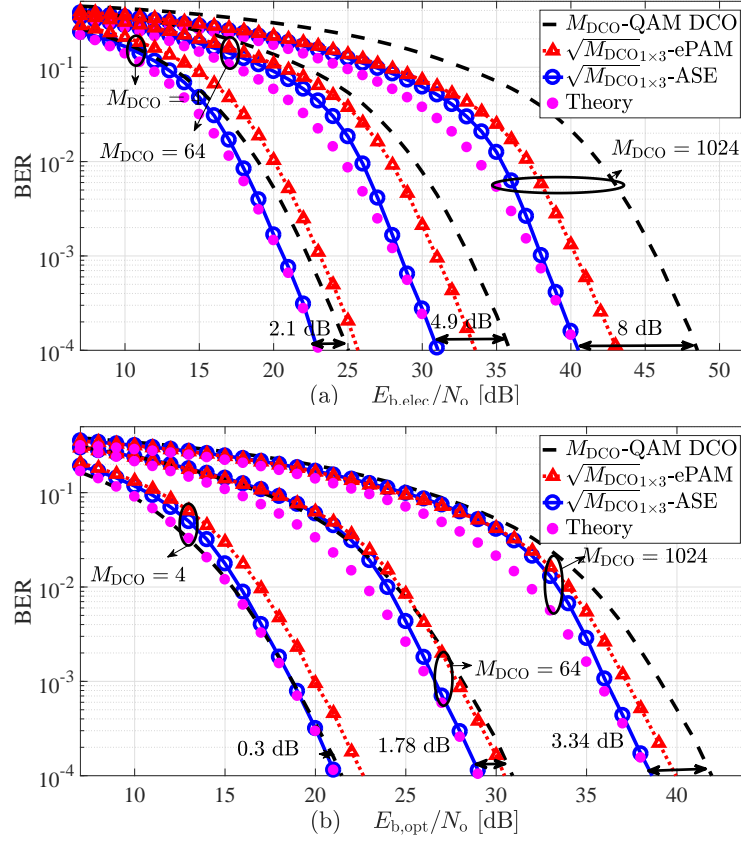 M_DCO-QAM DCO
√M_DCO 1×3-ePAM
√M_DCO 1×3-ASE
Theory
10^-1
10^-2
10^-3
10^-4
BER
M_DCO =
M_DCO = 64
M_DCO = 1024
2.1 dB
4.9 dB
8 dB
10 15 20 25 30 35 40 45 50
(a) E_b,elec/N_o [dB]
M_DCO-QAM DCO
√M_DCO 1×3-ePAM
√M_DCO 1×3-ASE
Theory
10^0
10^-1
10^-2
10^-3
10^-4
BER
M_DCO = 4
M_DCO = 64
M_DCO = 1024
0.3 dB
1.78 dB
3.34 dB
10 15 20 25 30 35 40
(b) E_b,opt/N_o [dB]